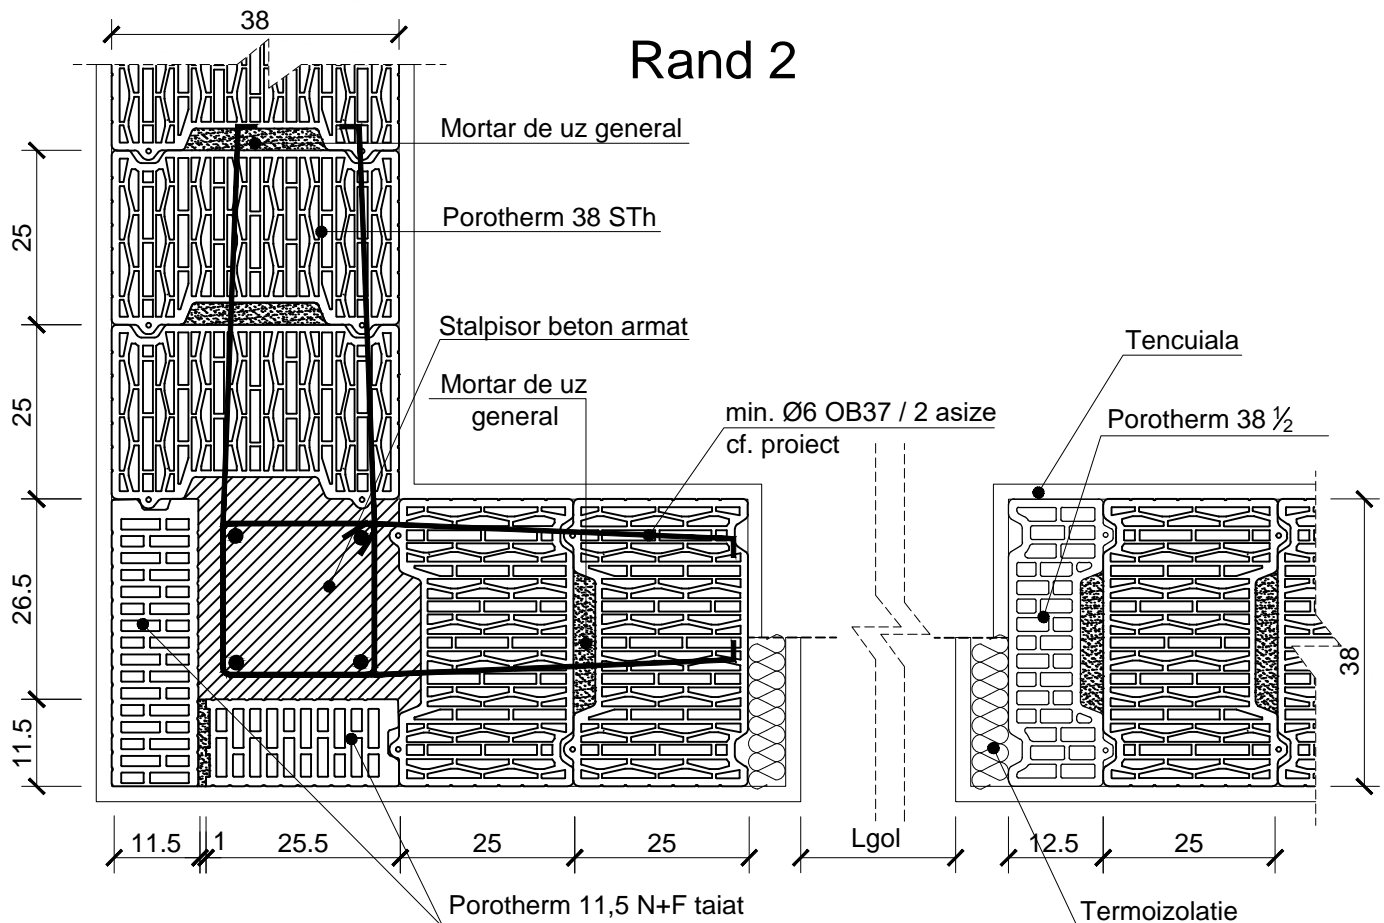 38
Rand 2
Mortar de uz general
Porotherm 38 STh
25
Stalpisor beton armat
Tencuiala
Mortar de uz
general
min. Ø6 OB37 / 2 asize
cf. proiect
Porotherm 38 ½
25
26.5
38
11.5
11.5
1
25.5
25
25
Lgol
12.5
25
Porotherm 11,5 N+F taiat
Termoizolatie